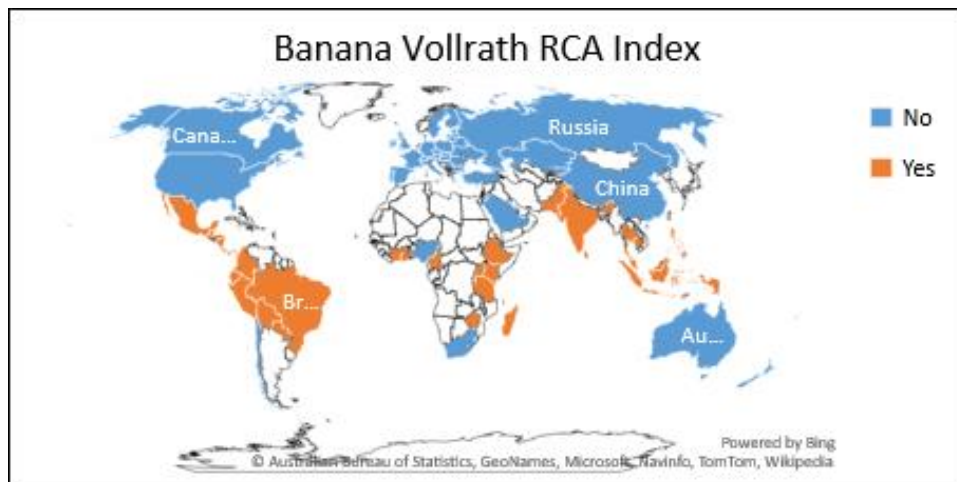 Banana Vollrath RCA Index
No
Yes
Cana...
Russia
China
Br...
Au...
Powered by Bing
© Australian Bureau of Statistics, GeoNames, Microsoft, Navinfo, TomTom, Wikipedia